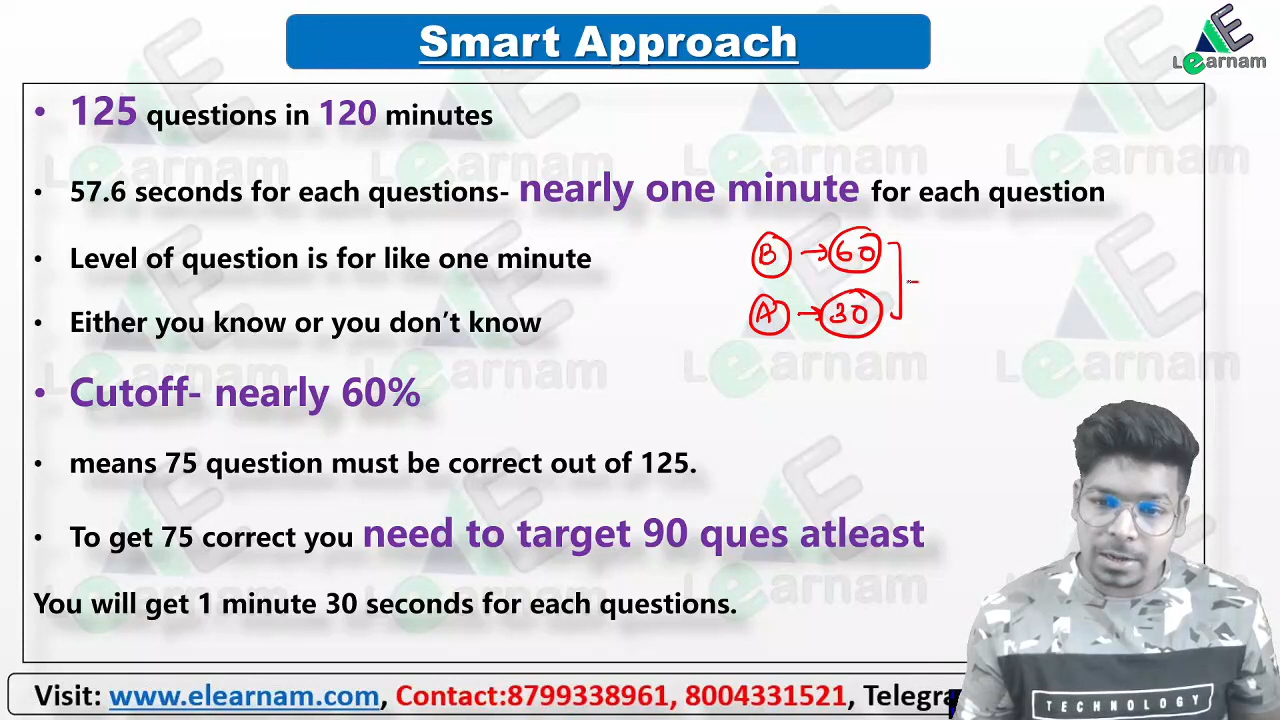 Smart Approach
E
Learnam
• 125 questions in 120 minutes
• 57.6 seconds for each questions- nearly one minute for each question
• Level of question is for like one minute
B → 60
• Either you know or you don’t know
A → 30
• Cutoff- nearly 60%
• means 75 question must be correct out of 125.
• To get 75 correct you need to target 90 ques atleast
You will get 1 minute 30 seconds for each questions.
TECHNOLOGY
Visit: www.elearnam.com, Contact:8799338961, 8004331521, Telegra